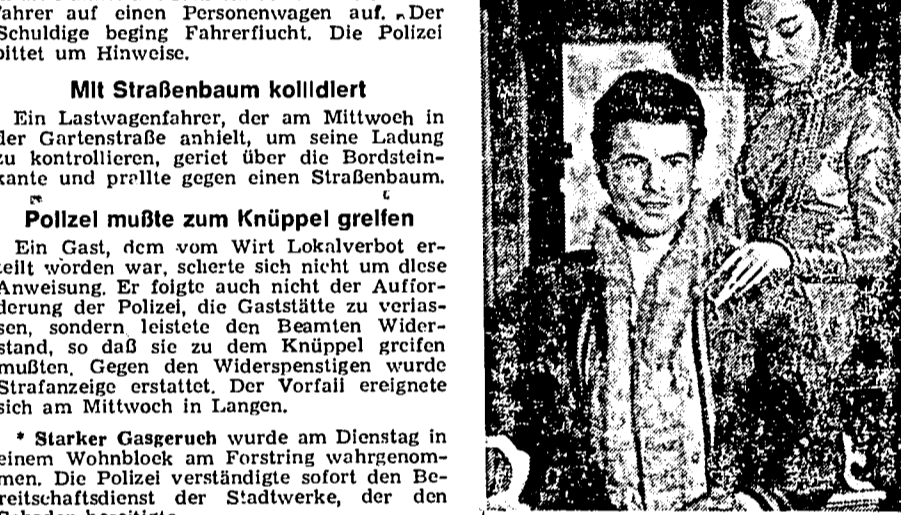 fahrer auf einen Personenwagen auf. Der
Schuldige beging Fahrerflucht. Die Polizei
bittet um Hinweise.
Mit Straßenbaum kollidiert
Ein Lastwagenfahrer, der am Mittwoch in
der Gartenstraße anhielt, um seine Ladung
zu kontrollieren, geriet über die Bordstein-
kante und prallte gegen einen Straßenbaum.
Polizei mußte zum Knüppel greifen
Ein Gast, dem vom Wirt Lokalverbot er-
teilt worden war, scherte sich nicht um diese
Anweisung. Er folgte auch nicht der Auffor-
derung der Polizei, die Gaststätte zu verlas-
sen, sondern leistete den Beamten Wider-
stand, so daß sie zu dem Knüppel greifen
mußten. Gegen den Widerspenstigen wurde
Strafanzeige erstattet. Der Vorfall ereignete
sich am Mittwoch in Langen.
* Starker Gasgeruch wurde am Dienstag in
einem Wohnblock am Forstring wahrgenom-
men. Die Polizei verständigte sofort den Be-
reitschaftsdienst der Stadtwerke, der den